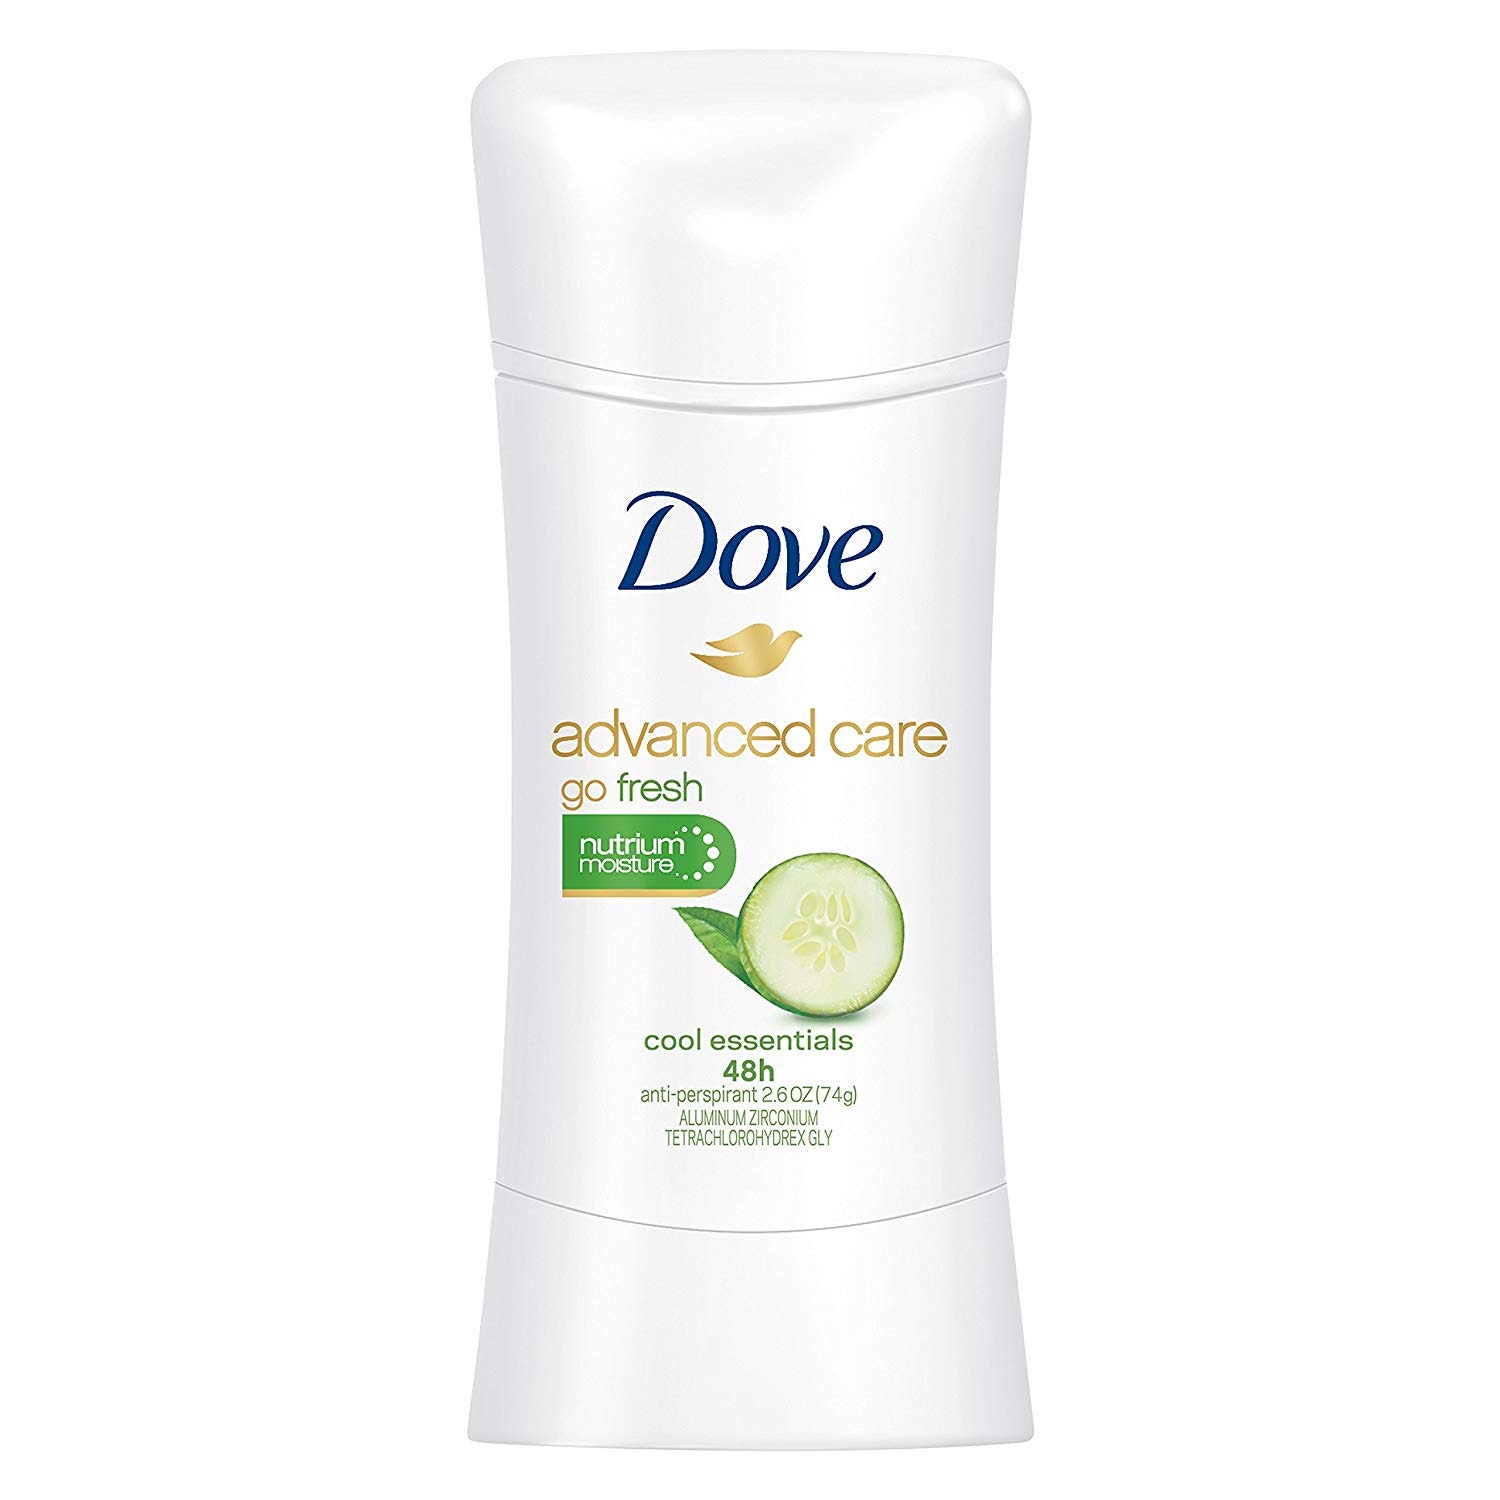 Dove
advanced care
go fresh
nutrium
moisture
cool essentials
48h
anti-perspirant 2.6 OZ (74g)
ALUMINUM ZIRCONIUM
TETRACHLOROHYDREX GLY